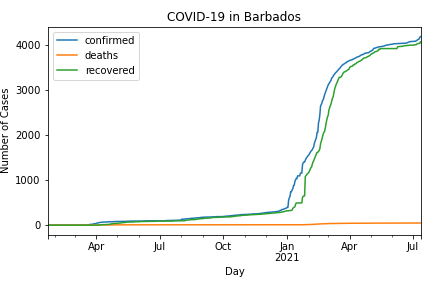 COVID-19 in Barbados
confirmed
deaths
recovered
Number of Cases
4000
3000
2000
1000
0
Apr
Jul
Oct
Jan
2021
Apr
Jul
Day